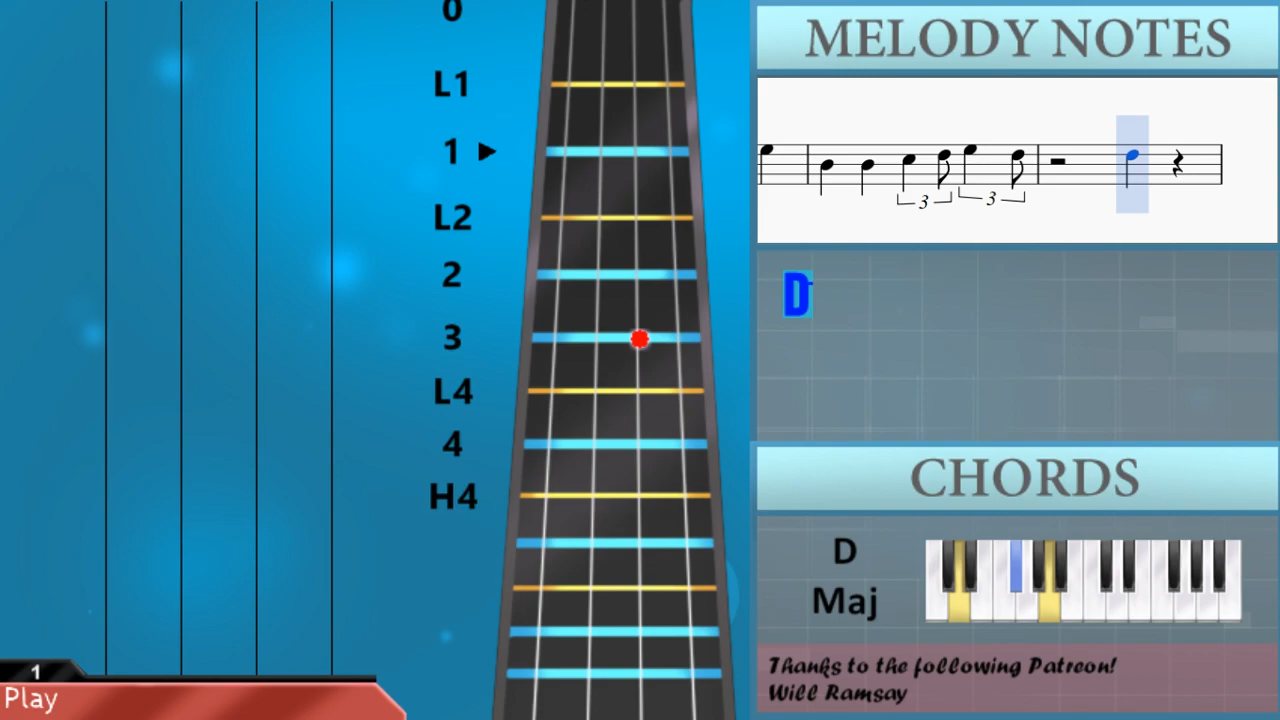 0
L1
1
L2
2
3
L4
4
H4
1
Play
MELODY NOTES
3
3
D
CHORDS
D
Maj
Thanks to the following Patreon!
Will Ramsay